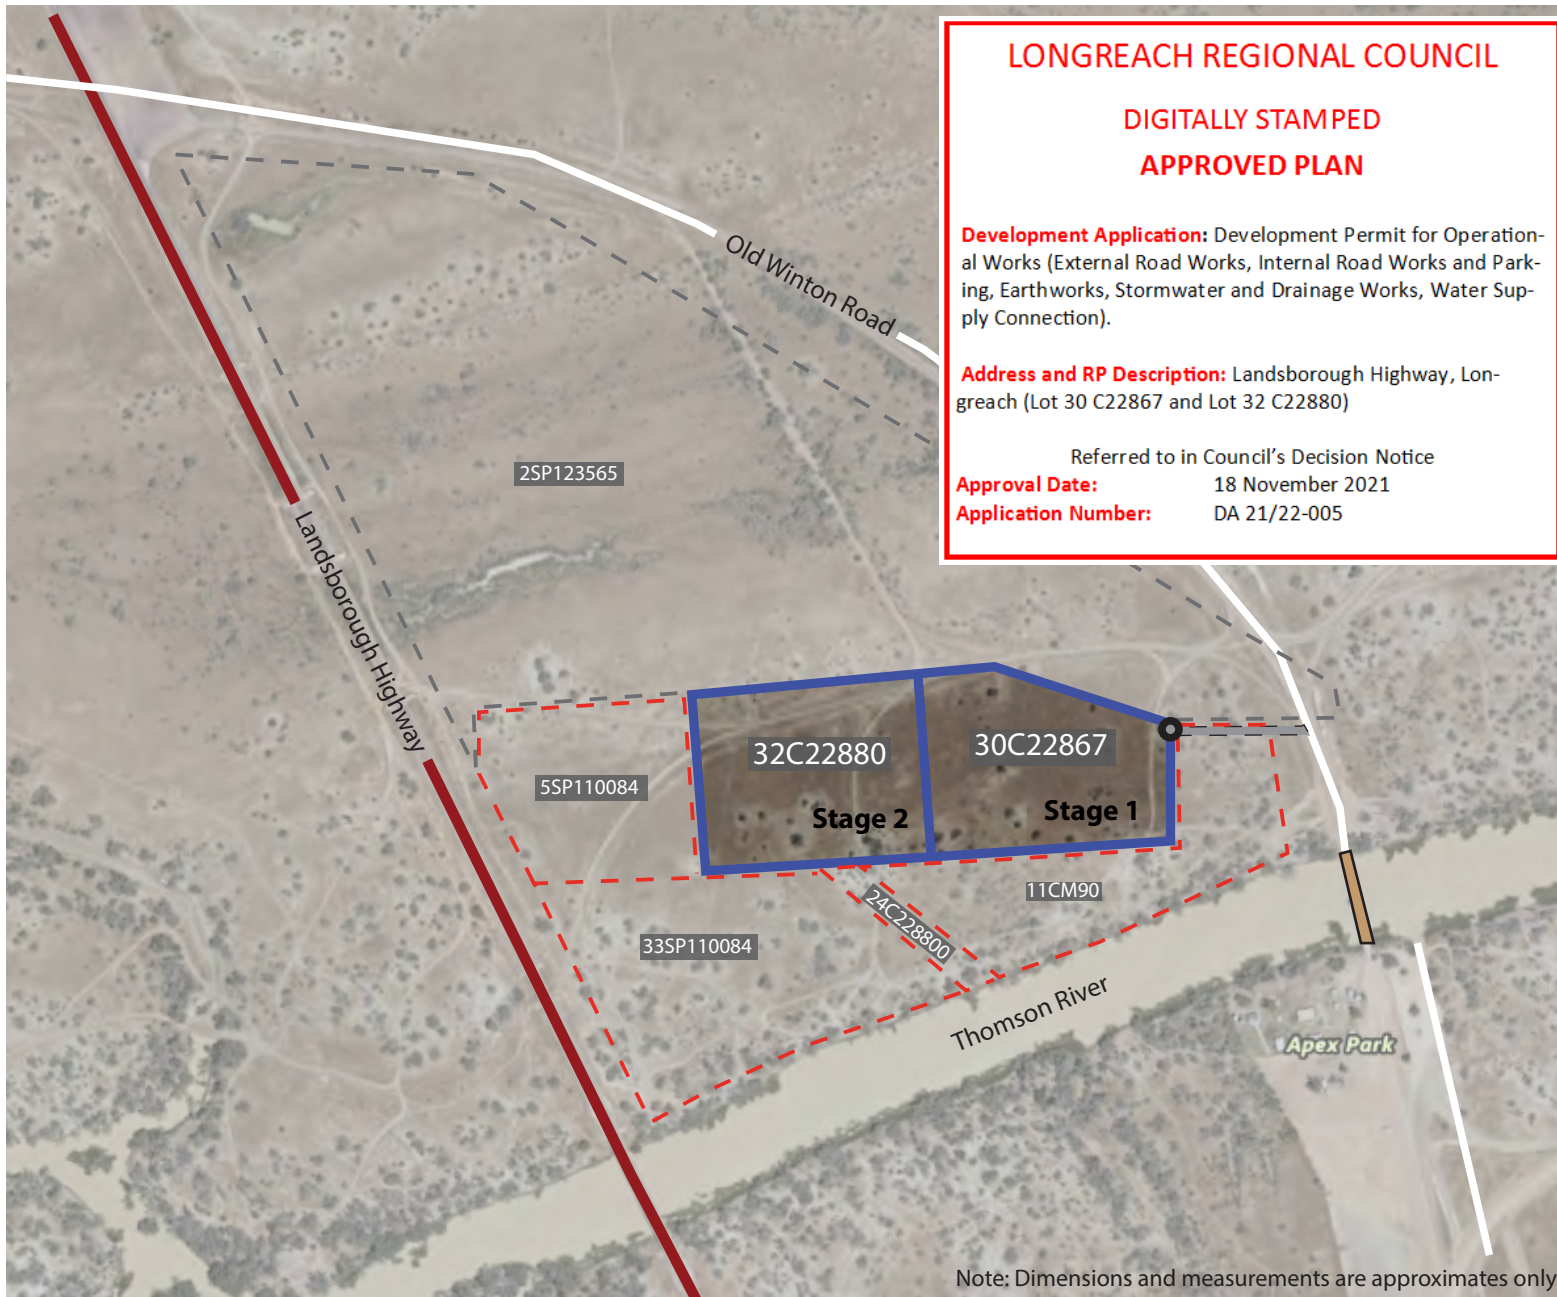 LONGREACH REGIONAL COUNCIL
DIGITALLY STAMPED
APPROVED PLAN
Development Application: Development Permit for Operation-
al Works (External Road Works, Internal Road Works and Park-
ing, Earthworks, Stormwater and Drainage Works, Water Sup-
ply Connection).
Address and RP Description: Landsborough Highway, Lon-
greach (Lot 30 C22867 and Lot 32 C22880)
Referred to in Council's Decision Notice
Approval Date: 18 November 2021
Application Number: DA 21/22-005
Old Winton Road
2SP123565
Landsborough Highway
32C22880
30C22867
5SP110084
Stage 2
Stage 1
11CM90
24C228800
33SP110084
Thomson River
Apex Park
Note: Dimensions and measurements are approximates only